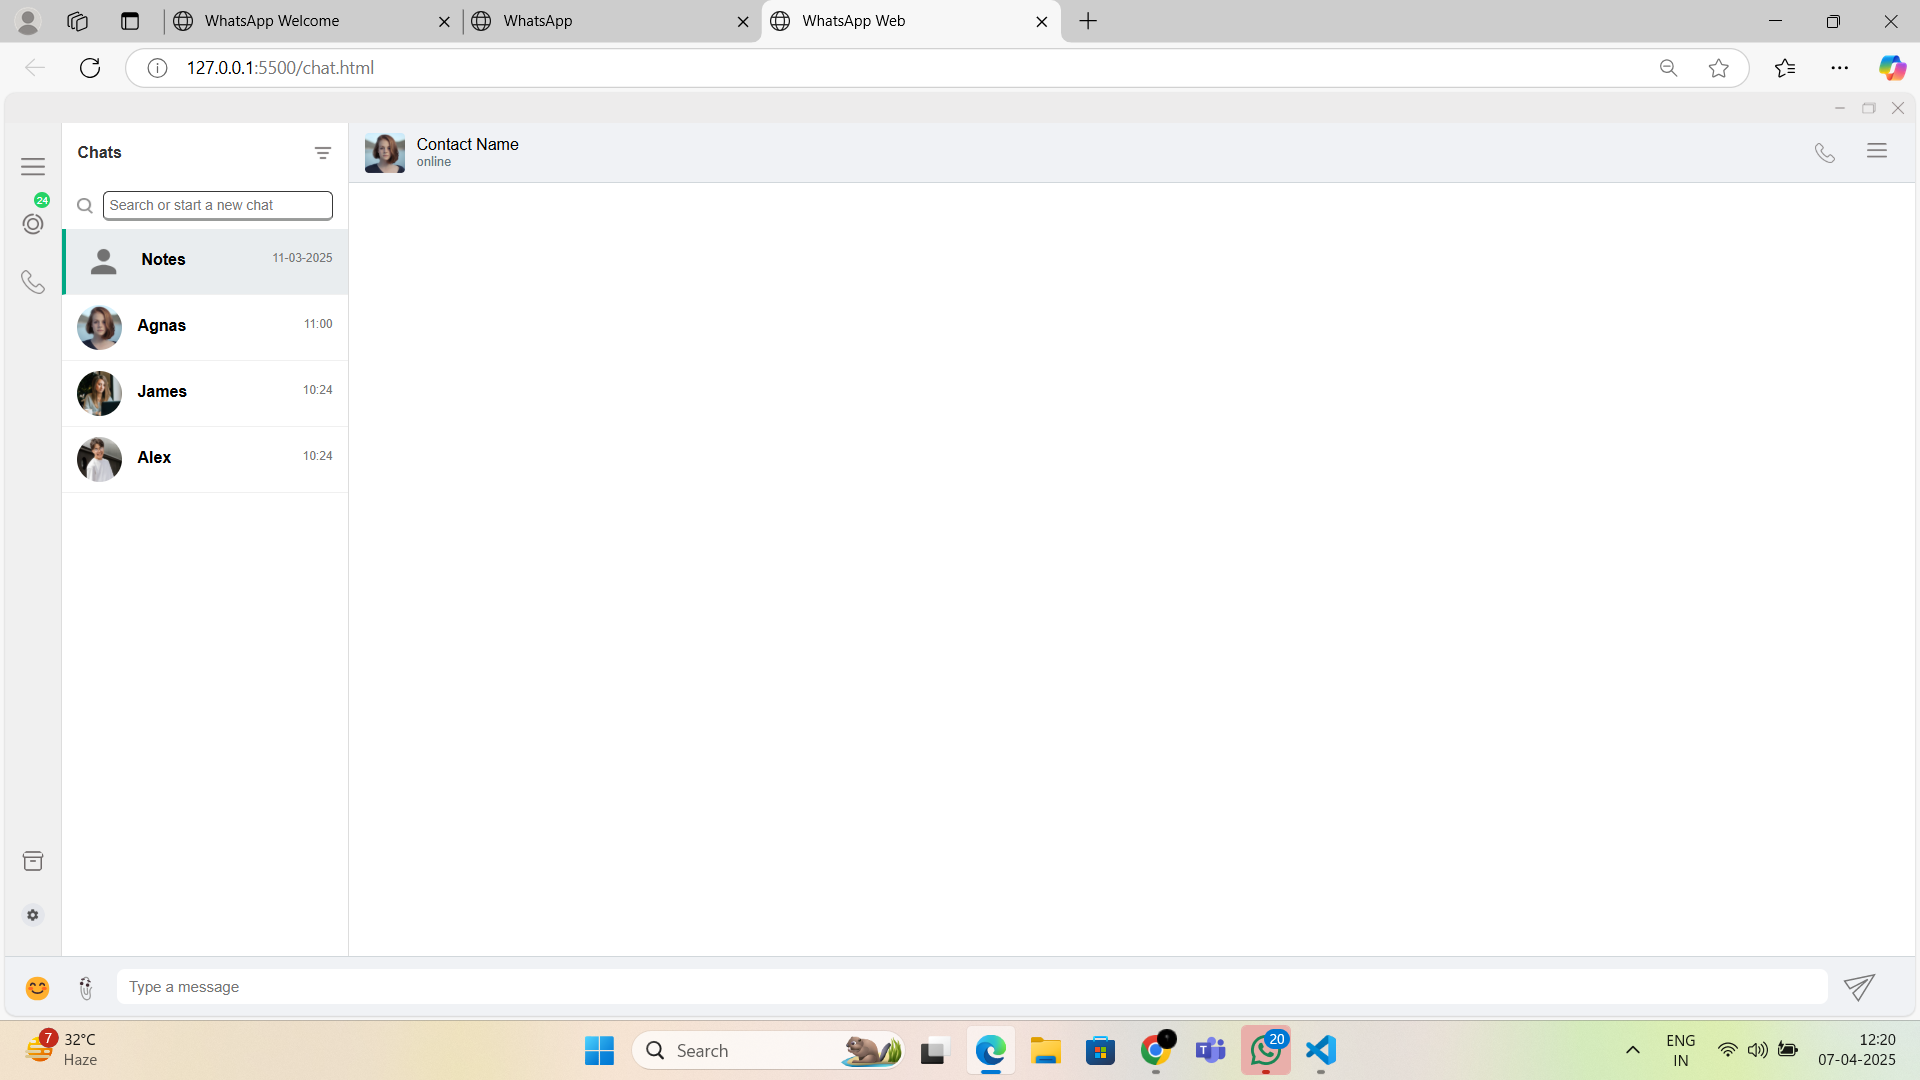 WhatsApp Welcome
WhatsApp
WhatsApp Web
127.0.0.1:5500/chat.html
Chats
Contact Name
online
24
Search or start a new chat
Notes
11-03-2025
Agnas
11:00
James
10:24
Alex
10:24
Type a message
7
32°C
Haze
Search
20
ENG
IN
12:20
07-04-2025